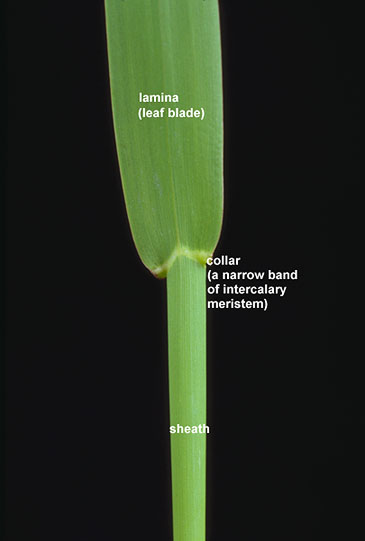 lamina
(leaf blade)
collar
(a narrow band
of intercalary
meristem)
sheath